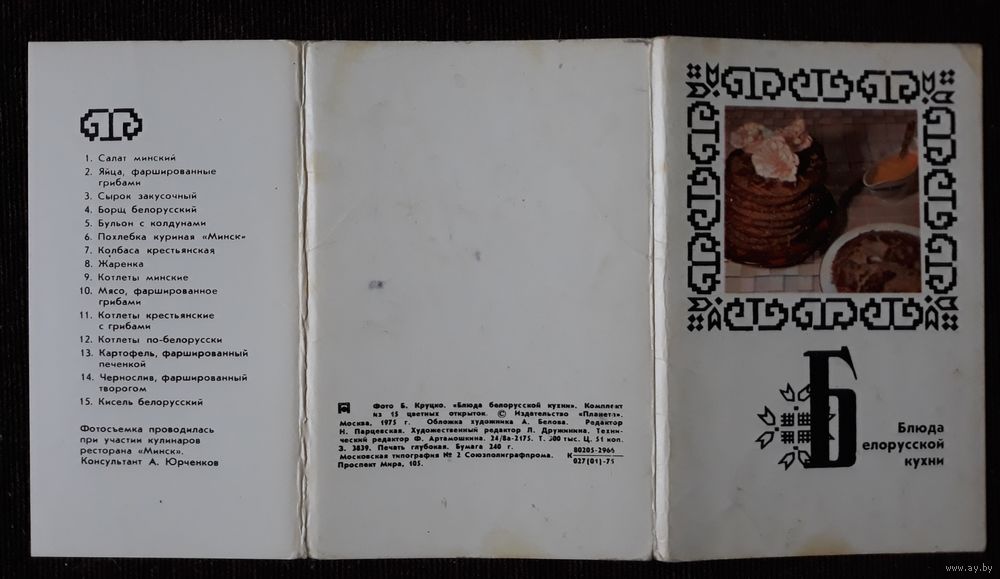 1. Салат минский
2. Яйца, фаршированные
грибами
3. Сырок закусочный
4. Борщ белорусский
5. Бульон с колдунами
6. Похлебка куриная «Минск»
7. Колбаса крестьянская
8. Жаренка
9. Котлеты минские
10. Мясо, фаршированное
грибами
11. Котлеты крестьянские
с грибами
12. Котлеты по-белорусски
13. Картофель, фаршированный
печенкой
14. Чернослив, фаршированный
творогом
15. Кисель белорусский
Фотосъемка проводилась
при участии кулинаров
ресторана «Минск».
Консультант А. Юрченков
Фото Б. Круцко. «Блюда белорусской кухни». Комплект
из 15 цветных открыток. © Издательство «Планета».
Москва, 1975 г. Обложка художника А. Белова. Редактор
Н. Парцевская. Художественный редактор Л. Дружинина. Техни-
ческий редактор Ф. Артамошкина. 24/8а-2175. Т. 300 тыс. Ц. 51 коп.
З. 3839. Печать глубокая. Бумага 240 г.
Московская типография № 2 Союзполиграфпрома.
Проспект Мира, 105.
К 80205-2966
027(01)-75
Блюда
Белорусской
кухни
www.ay.by